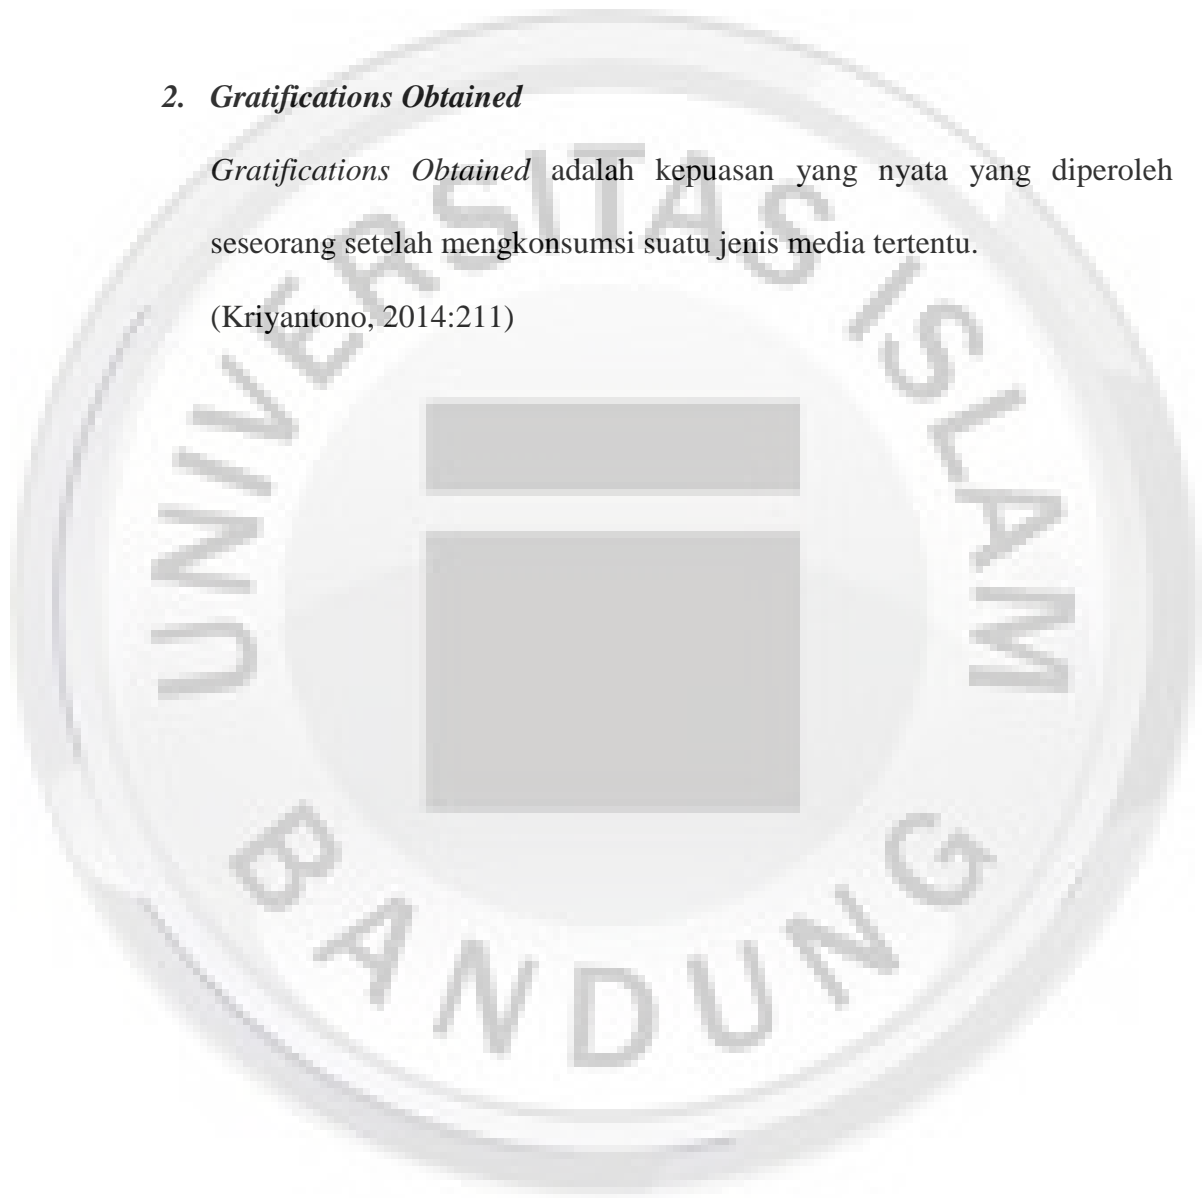 2. Gratifications Obtained
Gratifications Obtained adalah kepuasan yang nyata yang diperoleh
seseorang setelah mengkonsumsi suatu jenis media tertentu.
(Kriyantono, 2014:211)
UNIVERSITAS ISLAM
BANDUNG